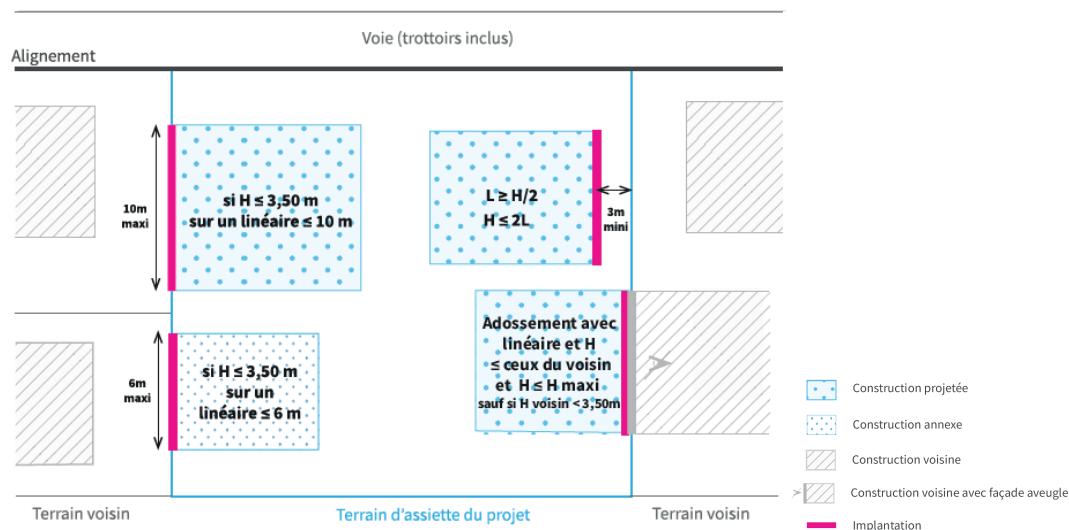 Voie (trottoirs inclus)
Alignement
10m
maxi
si H ≤ 3,50 m
sur un linéaire ≤ 10 m
L ≥ H/2
H ≤ 2L
3m
mini
6m
maxi
si H ≤ 3,50 m
sur un
linéaire ≤ 6 m
Adossement avec
linéaire et H
≤ ceux du voisin
et H ≤ H maxi
sauf si H voisin < 3,50m
Construction projetée
Construction annexe
Construction voisine
Construction voisine avec façade aveugle
Implantation
Terrain voisin
Terrain d'assiette du projet
Terrain voisin